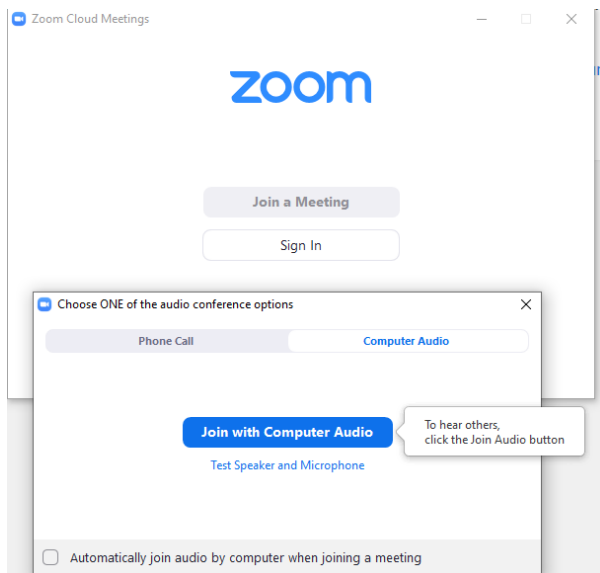 Zoom Cloud Meetings
zoom
Join a Meeting
Sign In
Choose ONE of the audio conference options
Phone Call
Computer Audio
Join with Computer Audio
To hear others,
click the Join Audio button
Test Speaker and Microphone
Automatically join audio by computer when joining a meeting